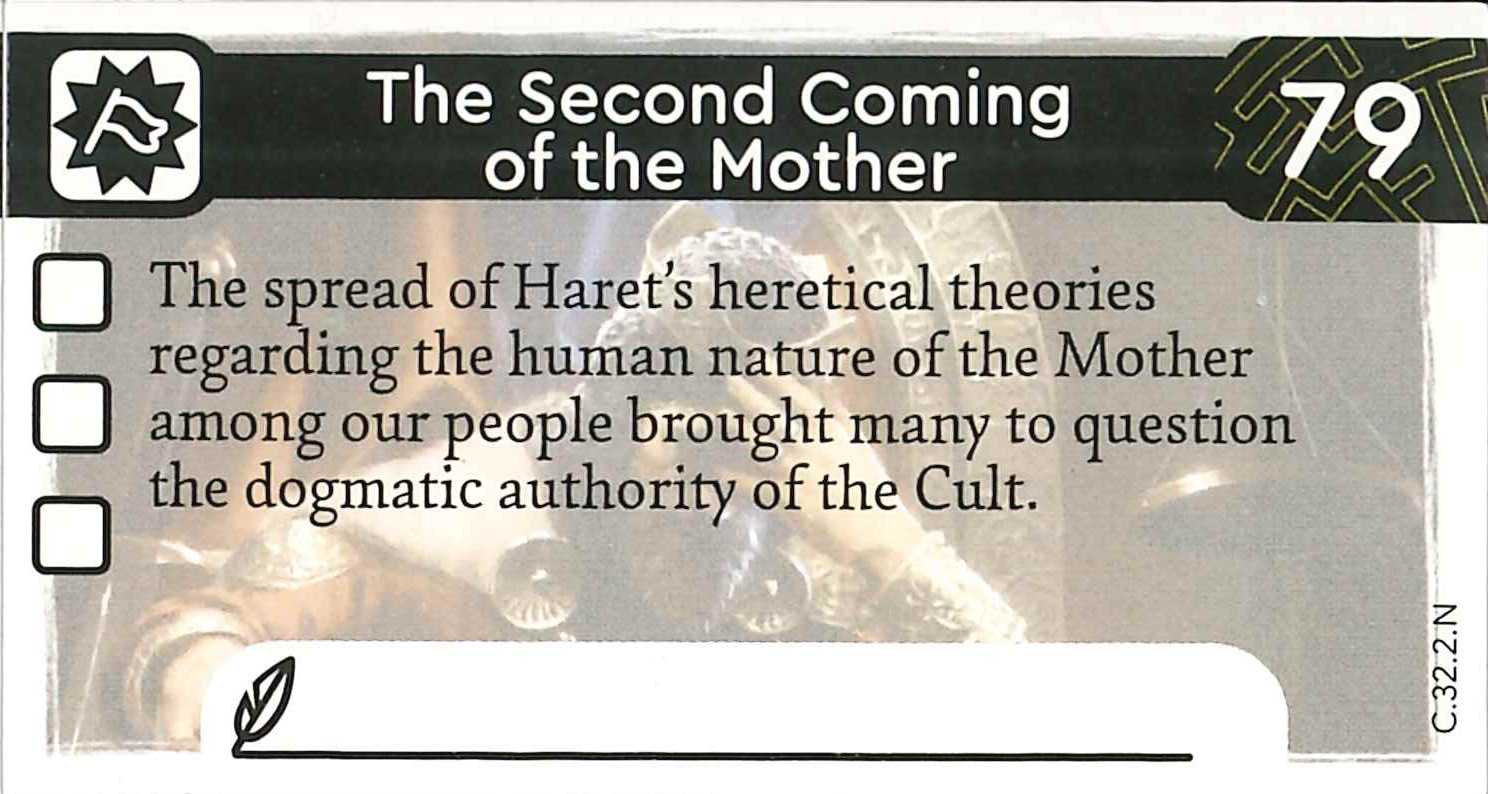 The Second Coming
of the Mother
79
The spread of Haret's heretical theories
regarding the human nature of the Mother
among our people brought many to question
the dogmatic authority of the Cult.
C.32.2.N